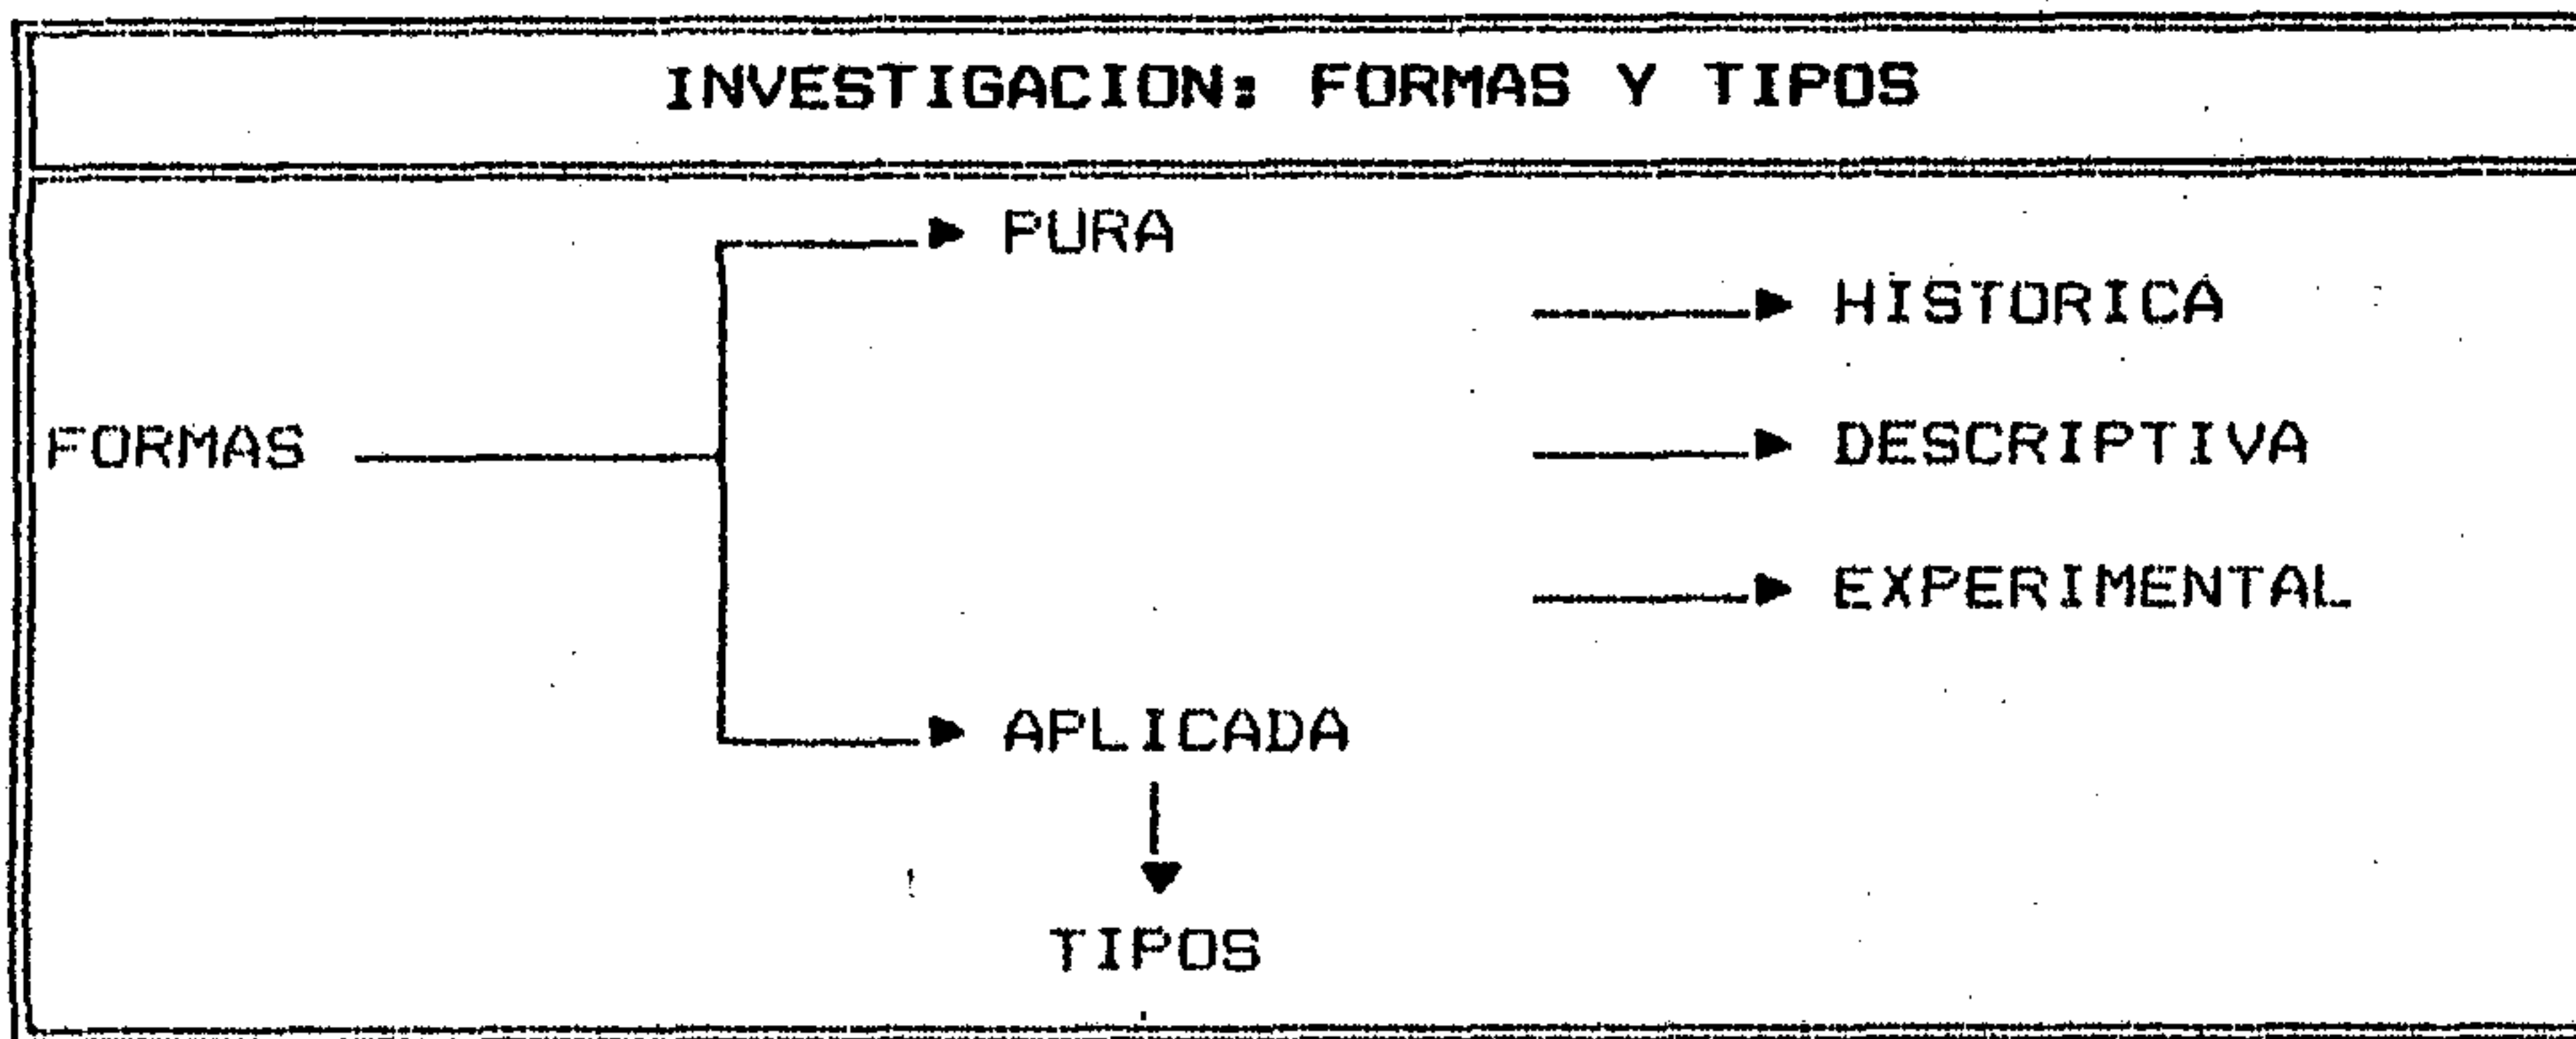 INVESTIGACION: FORMAS Y TIPOS
PURA
HISTORICA
FORMAS
DESCRIPTIVA
EXPERIMENTAL
APLICADA
TIPOS